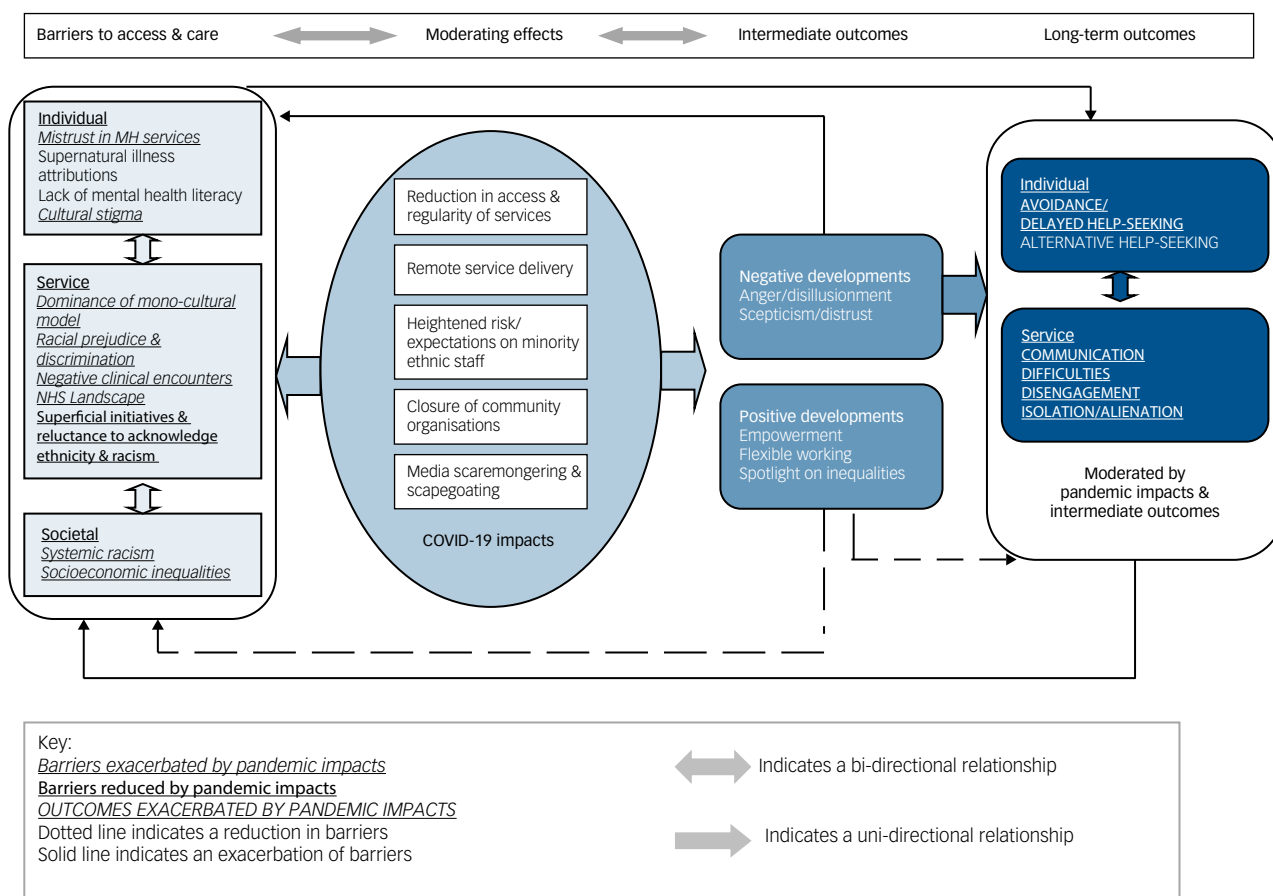 Barriers to access & care
Moderating effects
Intermediate outcomes
Long-term outcomes
Individual
Mistrust in MH services
Supernatural illness
attributions
Lack of mental health literacy
Cultural stigma
Service
Dominance of mono-cultural
model
Racial prejudice &
discrimination
Negative clinical encounters
NHS Landscape
Superficial initiatives &
reluctance to acknowledge
ethnicity & racism
Societal
Systemic racism
Socioeconomic inequalities
Reduction in access &
regularity of services
Remote service delivery
Heightened risk/
expectations on minority
ethnic staff
Closure of community
organisations
Media scaremongering &
scapegoating
COVID-19 impacts
Negative developments
Anger/disillusionment
Scepticism/distrust
Positive developments
Empowerment
Flexible working
Spotlight on inequalities
Individual
AVOIDANCE/
DELAYED HELP-SEEKING
ALTERNATIVE HELP-SEEKING
Service
COMMUNICATION
DIFFICULTIES
DISENGAGEMENT
ISOLATION/ALIENATION
Moderated by
pandemic impacts &
intermediate outcomes
Key:
Barriers exacerbated by pandemic impacts
Barriers reduced by pandemic impacts
OUTCOMES EXACERBATED BY PANDEMIC IMPACTS
Dotted line indicates a reduction in barriers
Solid line indicates an exacerbation of barriers
Indicates a bi-directional relationship
Indicates a uni-directional relationship